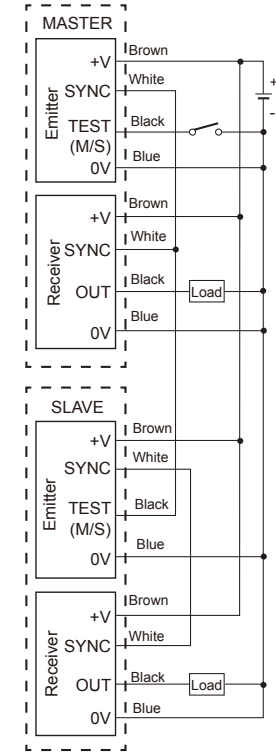 MASTER
Emitter
+V
Brown
SYNC
White
TEST
(M/S)
Black
0V
Blue
+
-
Receiver
+V
Brown
SYNC
White
OUT
Black
Load
0V
Blue
SLAVE
Emitter
+V
Brown
SYNC
White
TEST
(M/S)
Black
0V
Blue
Receiver
+V
Brown
SYNC
White
OUT
Black
Load
0V
Blue